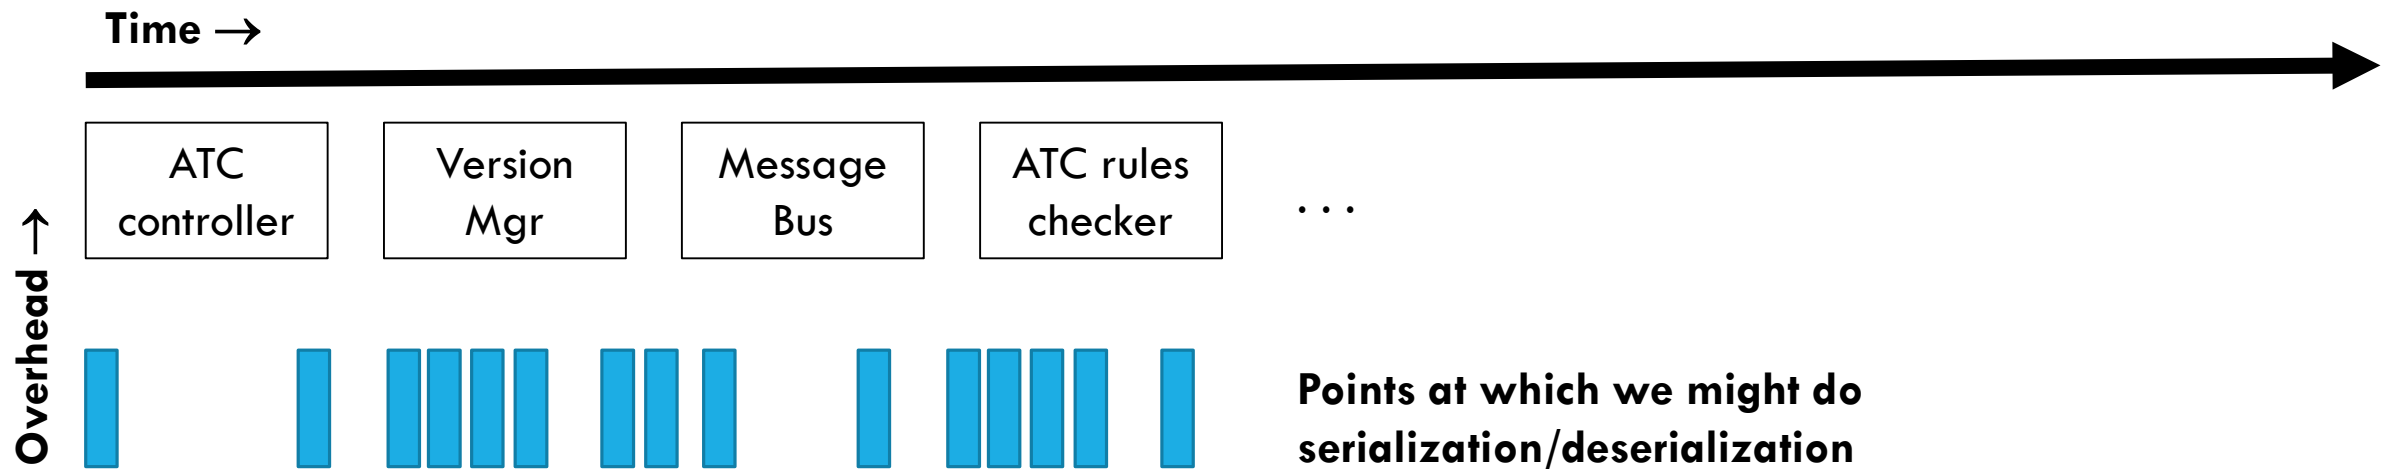 Time →
ATC
controller
Version
Mgr
Message
Bus
ATC rules
checker
. . .
Overhead →
Points at which we might do
serialization/deserialization